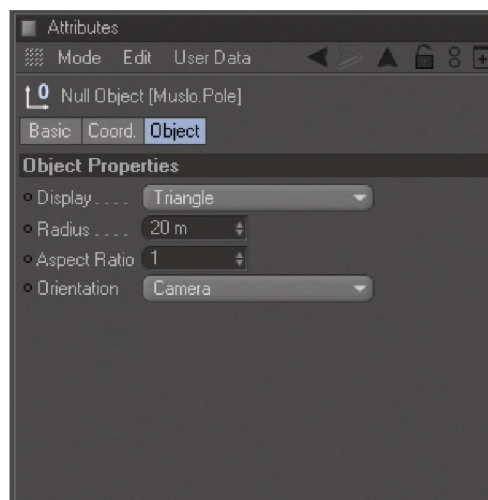 Attributes
Mode Edit User Data
0 Null Object [Muslo.Pole]
Basic Coord. Object
Object Properties
Display . . . . Triangle
Radius . . . . 20 m
Aspect Ratio 1
Orientation Camera